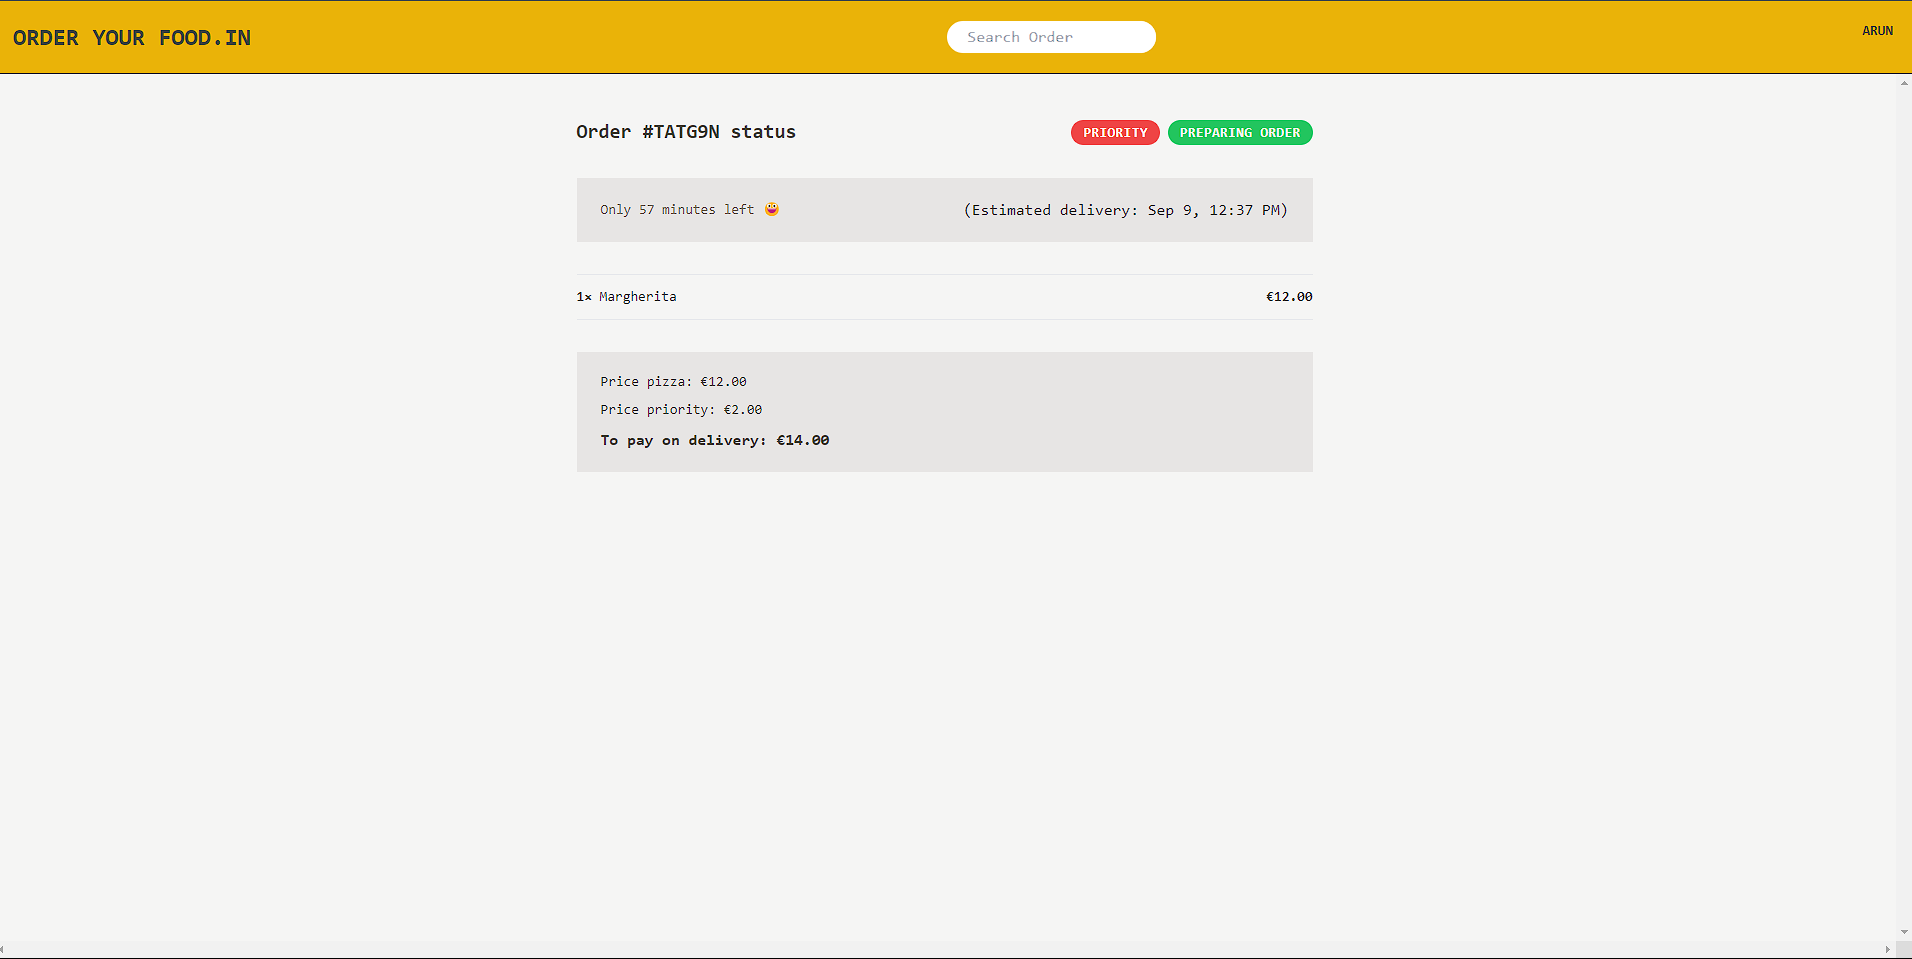 ORDER YOUR FOOD.IN
Search Order
ARUN
Order #TATG9N status
PRIORITY
PREPARING ORDER
Only 57 minutes left 😀
(Estimated delivery: Sep 9, 12:37 PM)
1× Margherita
€12.00
Price pizza: €12.00
Price priority: €2.00
To pay on delivery: €14.00